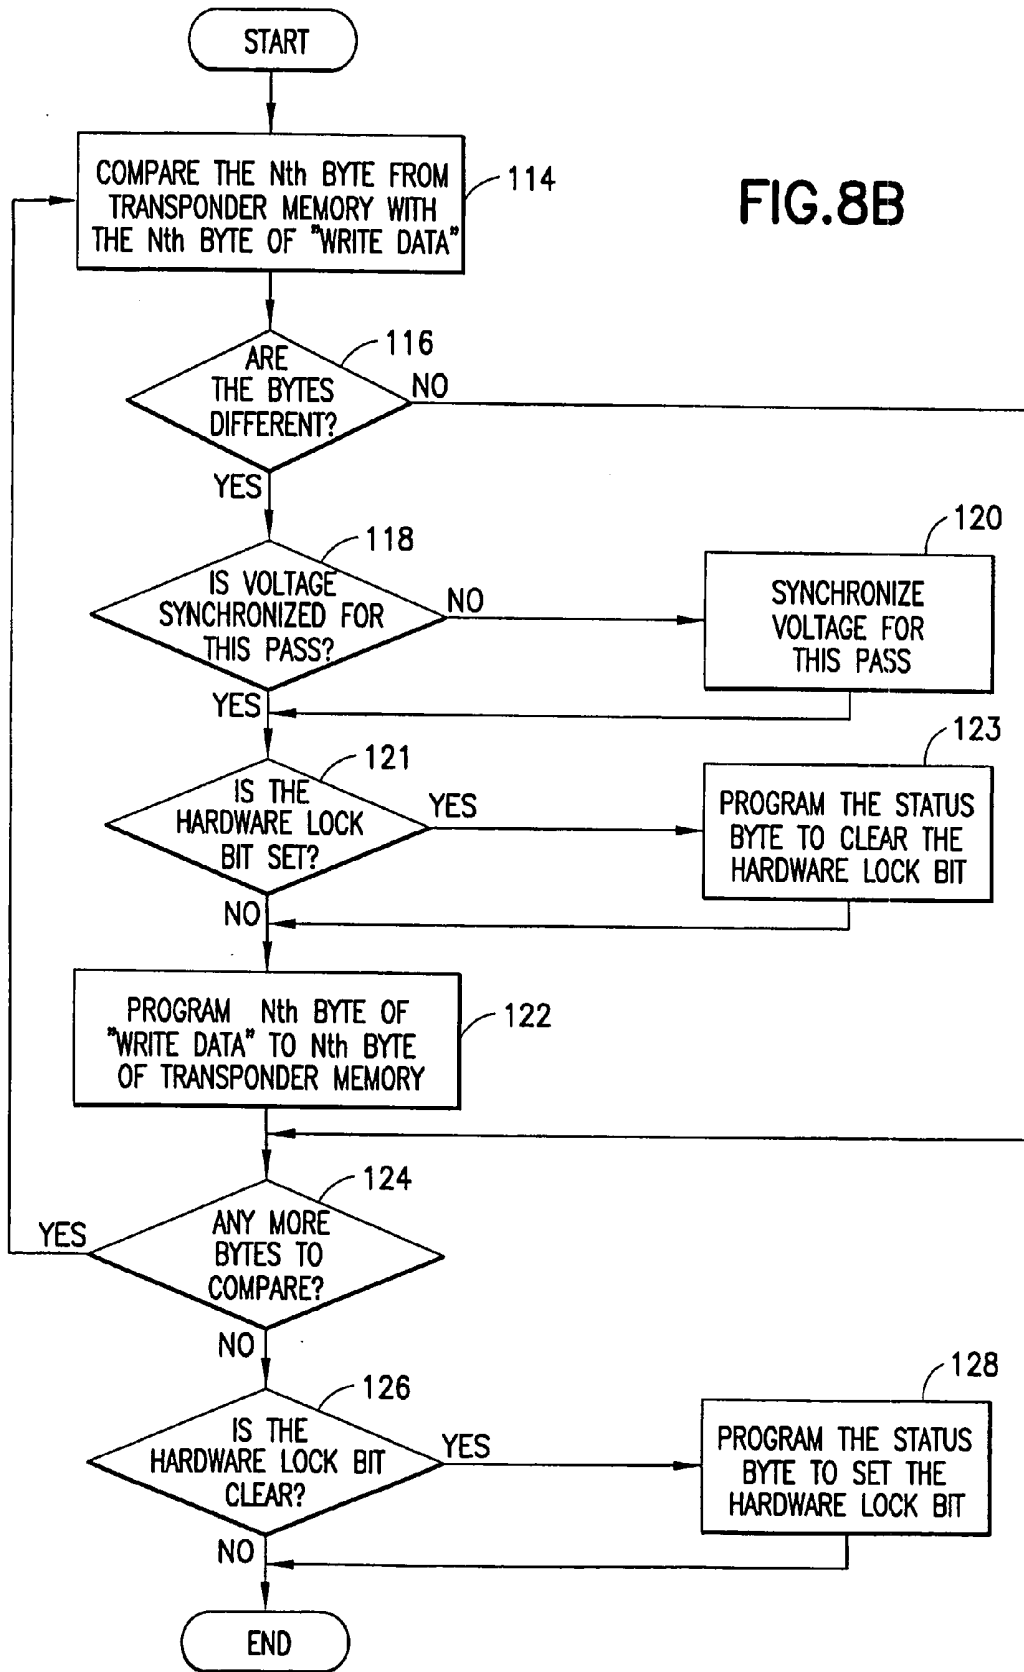 START
COMPARE THE Nth BYTE FROM
TRANSPONDER MEMORY WITH
THE Nth BYTE OF "WRITE DATA"
114
FIG.8B
116
ARE
THE BYTES
DIFFERENT?
NO
YES
118
IS VOLTAGE
SYNCHRONIZED FOR
THIS PASS?
NO
120
SYNCHRONIZE
VOLTAGE FOR
THIS PASS
YES
121
IS THE
HARDWARE LOCK
BIT SET?
YES
123
PROGRAM THE STATUS
BYTE TO CLEAR THE
HARDWARE LOCK BIT
NO
PROGRAM Nth BYTE OF
"WRITE DATA" TO Nth BYTE
OF TRANSPONDER MEMORY
122
124
YES
ANY MORE
BYTES TO
COMPARE?
NO
126
IS THE
HARDWARE LOCK BIT
CLEAR?
YES
128
PROGRAM THE STATUS
BYTE TO SET THE
HARDWARE LOCK BIT
NO
END